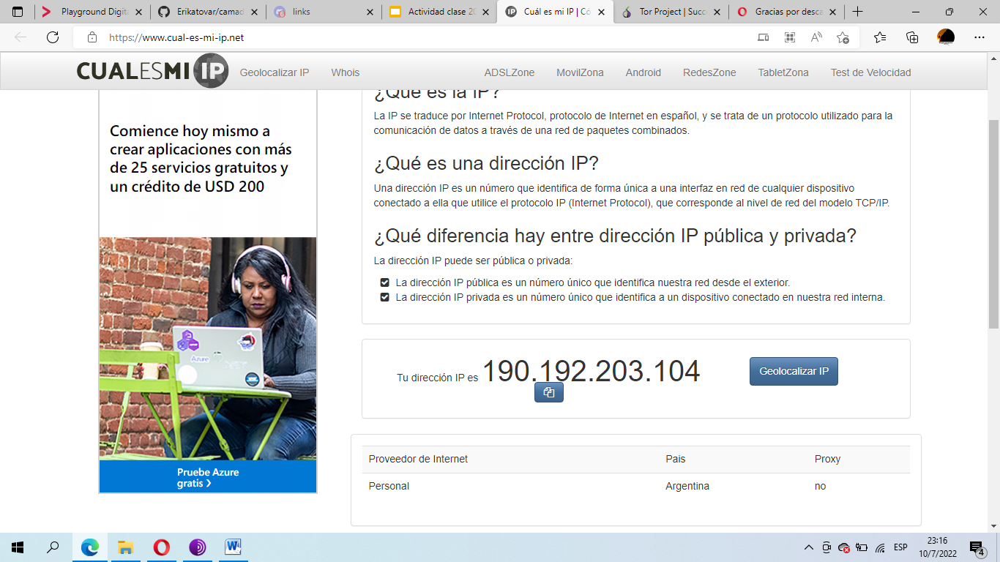 Playground Digita
Erikatovar/camad
links
Actividad clase 20
Cuál es mi IP | Có
Tor Project | Succ
Gracias por desca
https://www.cual-es-mi-ip.net
CUALESMI IP
Geolocalizar IP
Whois
ADSLZone
MovilZona
Android
RedesZone
TabletZona
Test de Velocidad
Comience hoy mismo a
crear aplicaciones con más
de 25 servicios gratuitos y
un crédito de USD 200
Azure
Pruebe Azure
gratis ❯
¿Qué es la IP?
La IP se traduce por Internet Protocol, protocolo de Internet en español, y se trata de un protocolo utilizado para la
comunicación de datos a través de una red de paquetes combinados.
¿Qué es una dirección IP?
Una dirección IP es un número que identifica de forma única a una interfaz en red de cualquier dispositivo
conectado a ella que utilice el protocolo IP (Internet Protocol), que corresponde al nivel de red del modelo TCP/IP.
¿Qué diferencia hay entre dirección IP pública y privada?
La dirección IP puede ser pública o privada:
La dirección IP pública es un número único que identifica nuestra red desde el exterior.
La dirección IP privada es un número único que identifica a un dispositivo conectado en nuestra red interna.
Tu dirección IP es 190.192.203.104
Geolocalizar IP
Proveedor de Internet Pais Proxy
Personal Argentina no
ESP
23:16
10/7/2022
4